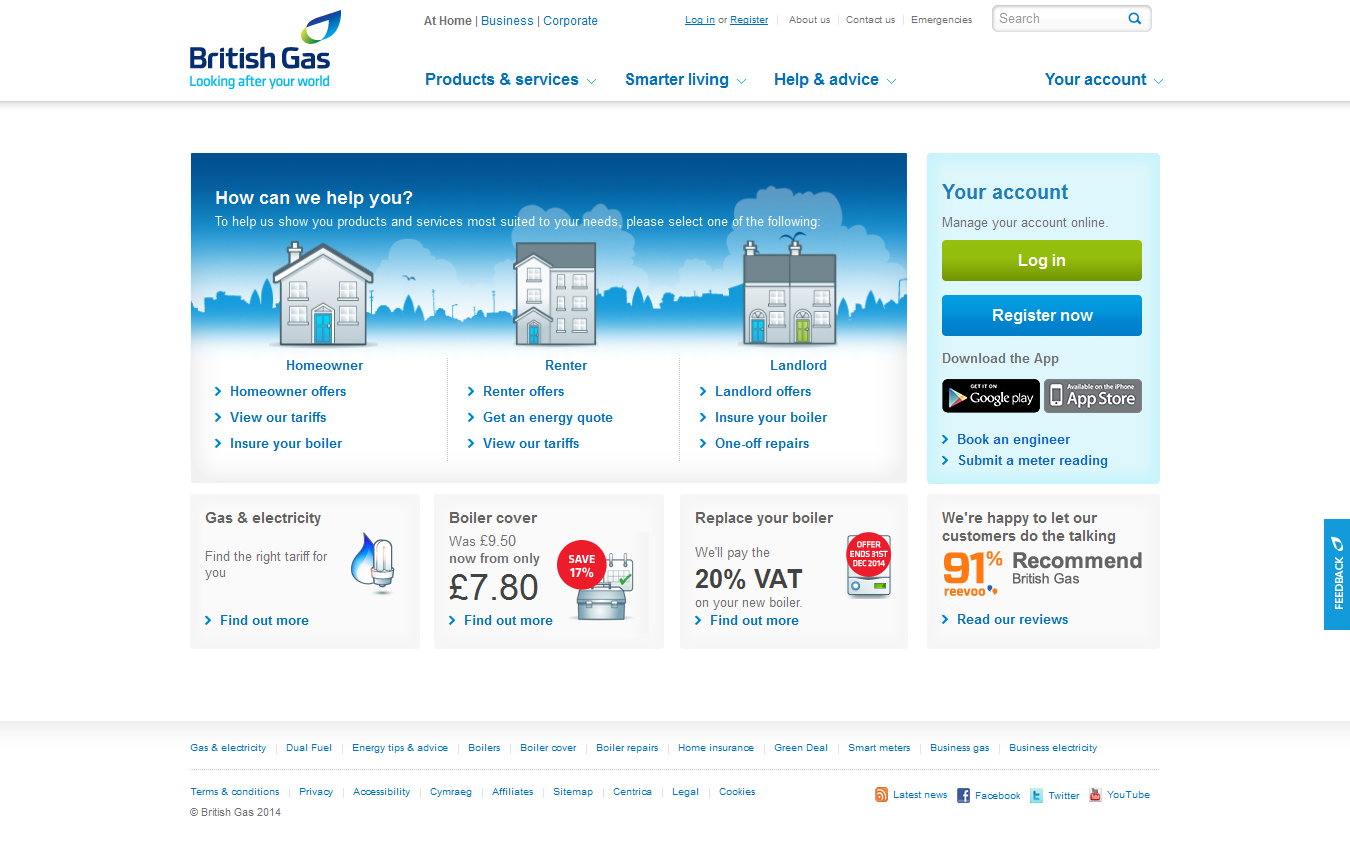 At Home | Business | Corporate
Log in or Register
About us
Contact us
Emergencies
Search
British Gas
Looking after your world
Products & services
Smarter living
Help & advice
Your account
How can we help you?
To help us show you products and services most suited to your needs, please select one of the following:
Homeowner
Homeowner offers
View our tariffs
Insure your boiler
Renter
Renter offers
Get an energy quote
View our tariffs
Landlord
Landlord offers
Insure your boiler
One-off repairs
Your account
Manage your account online.
Log in
Register now
Download the App
GET IT ON
Google play
Available on the iPhone
App Store
Book an engineer
Submit a meter reading
Gas & electricity
Find the right tariff for
you
Find out more
Boiler cover
Was £9.50
now from only
£7.80
Find out more
SAVE
17%
Replace your boiler
We'll pay the
20% VAT
on your new boiler.
Find out more
OFFER
ENDS 31ST
DEC 2014
We're happy to let our
customers do the talking
91%
reevoo
Recommend
British Gas
Read our reviews
FEEDBACK
Gas & electricity
Dual Fuel
Energy tips & advice
Boilers
Boiler cover
Boiler repairs
Home insurance
Green Deal
Smart meters
Business gas
Business electricity
Terms & conditions
Privacy
Accessibility
Cymraeg
Affiliates
Sitemap
Centrica
Legal
Cookies
Latest news
Facebook
Twitter
YouTube
© British Gas 2014